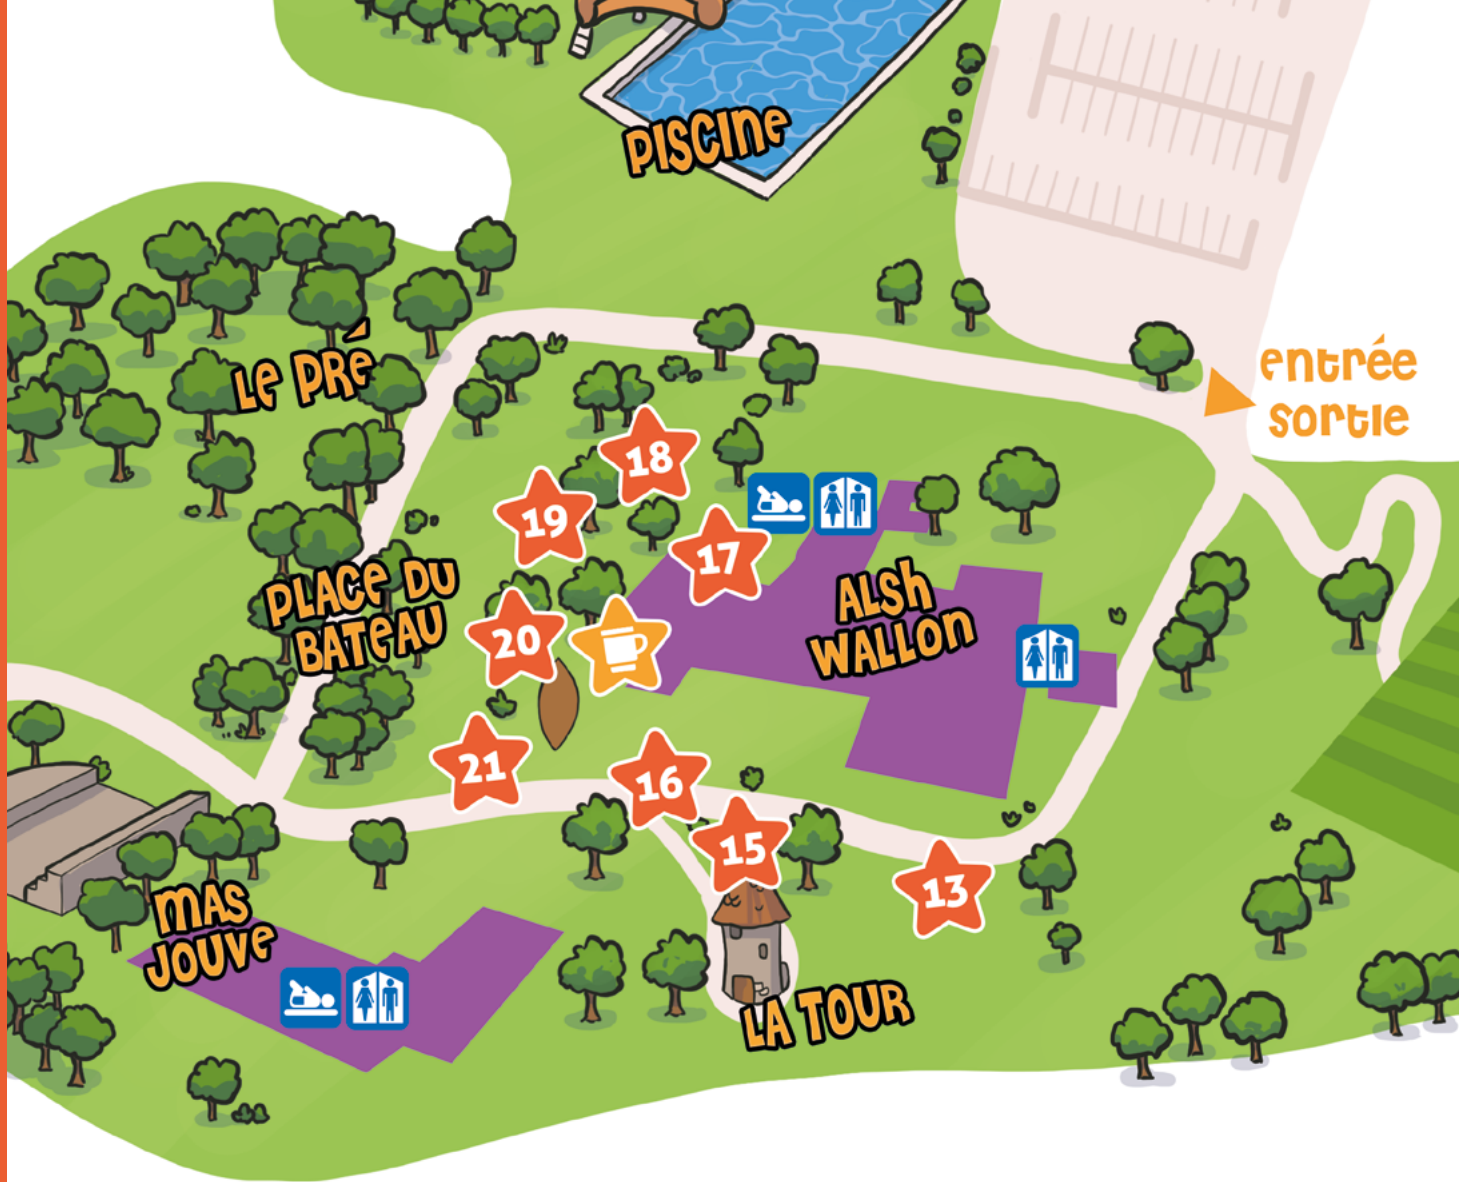 PISCINE
LE PRÉ
entrée
sortie
18
19
17
PLACE DU
BATEAU
ALSH
WALLON
20
21
16
15
13
MAS
JOUVE
LA TOUR